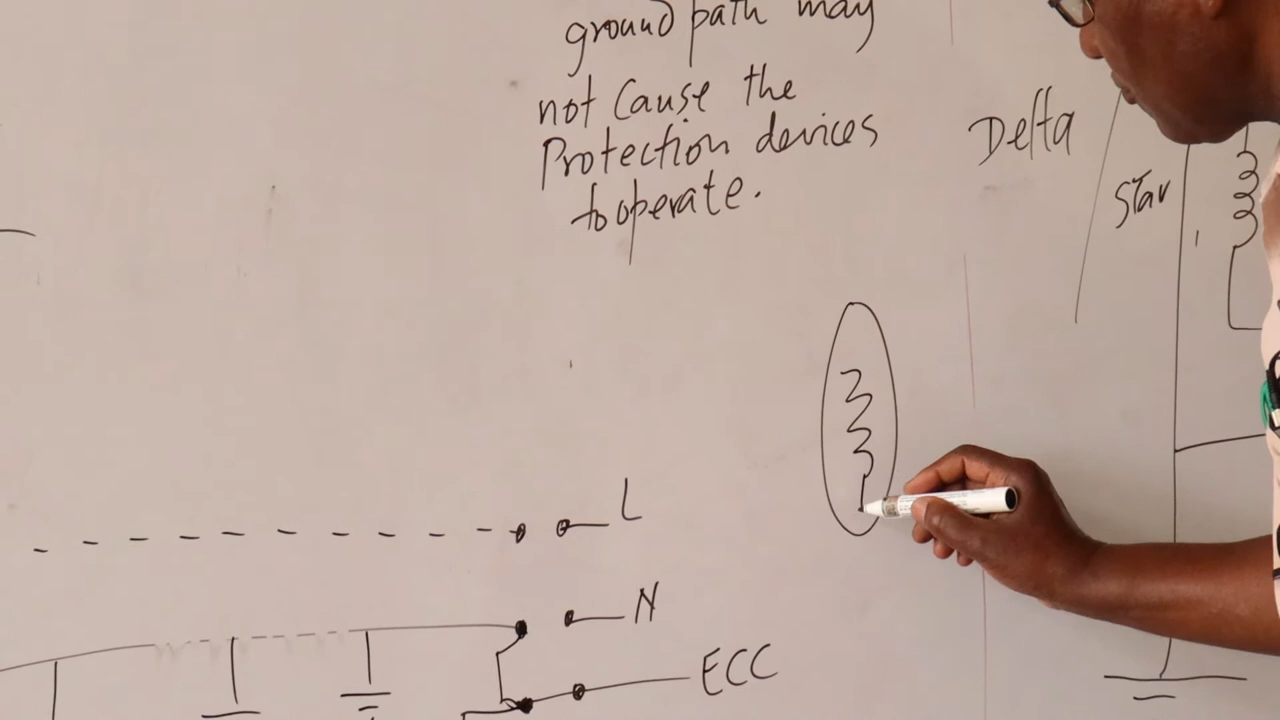 ground path may
not cause the
Protection devices
to operate.
Delta
Star
L
N
ECC